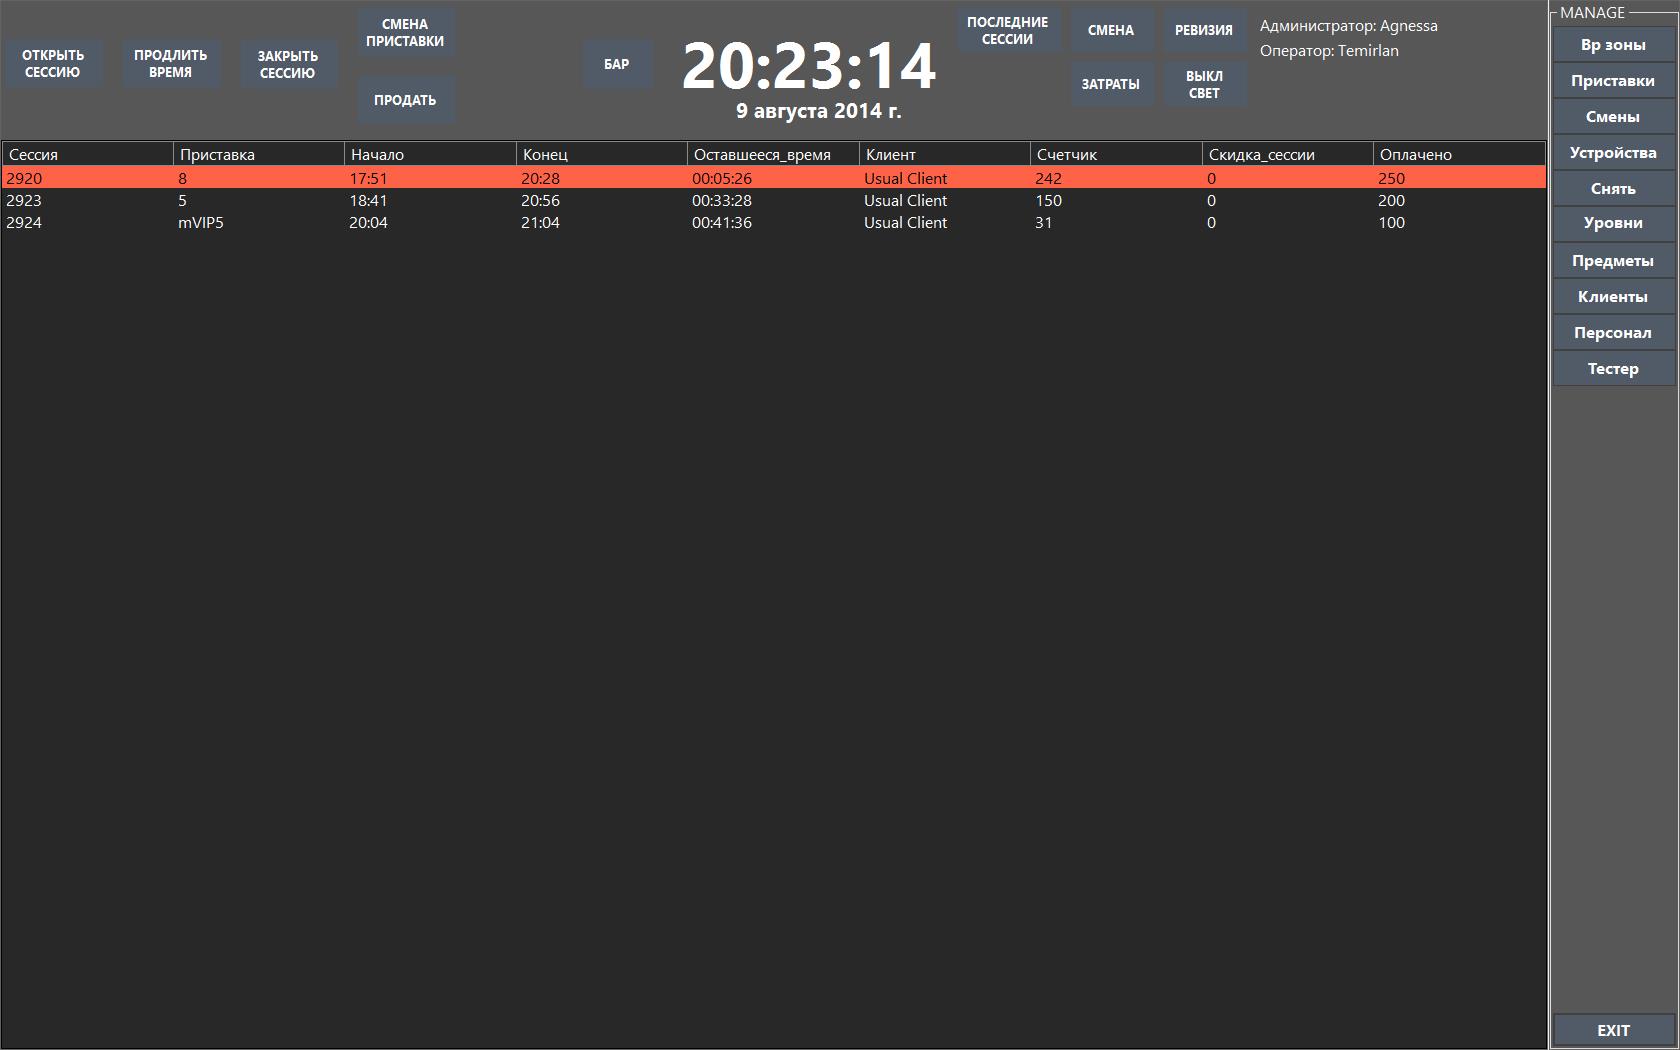 ОТКРЫТЬ
СЕССИЮ
ПРОДЛИТЬ
ВРЕМЯ
ЗАКРЫТЬ
СЕССИЮ
СМЕНА
ПРИСТАВКИ
ПРОДАТЬ
БАР
20:23:14
9 августа 2014 г.
ПОСЛЕДНИЕ
СЕССИИ
СМЕНА
РЕВИЗИЯ
ЗАТРАТЫ
ВЫКЛ
СВЕТ
Администратор: Agnessa
Оператор: Temirlan
Сессия Приставка Начало Конец Оставшееся_время Клиент Счетчик Скидка_сессии Оплачено
2920 8 17:51 20:28 00:05:26 Usual Client 242 0 250
2923 5 18:41 20:56 00:33:28 Usual Client 150 0 200
2924 mVIP5 20:04 21:04 00:41:36 Usual Client 31 0 100
MANAGE
Вр зоны
Приставки
Смены
Устройства
Снять
Уровни
Предметы
Клиенты
Персонал
Тестер
EXIT